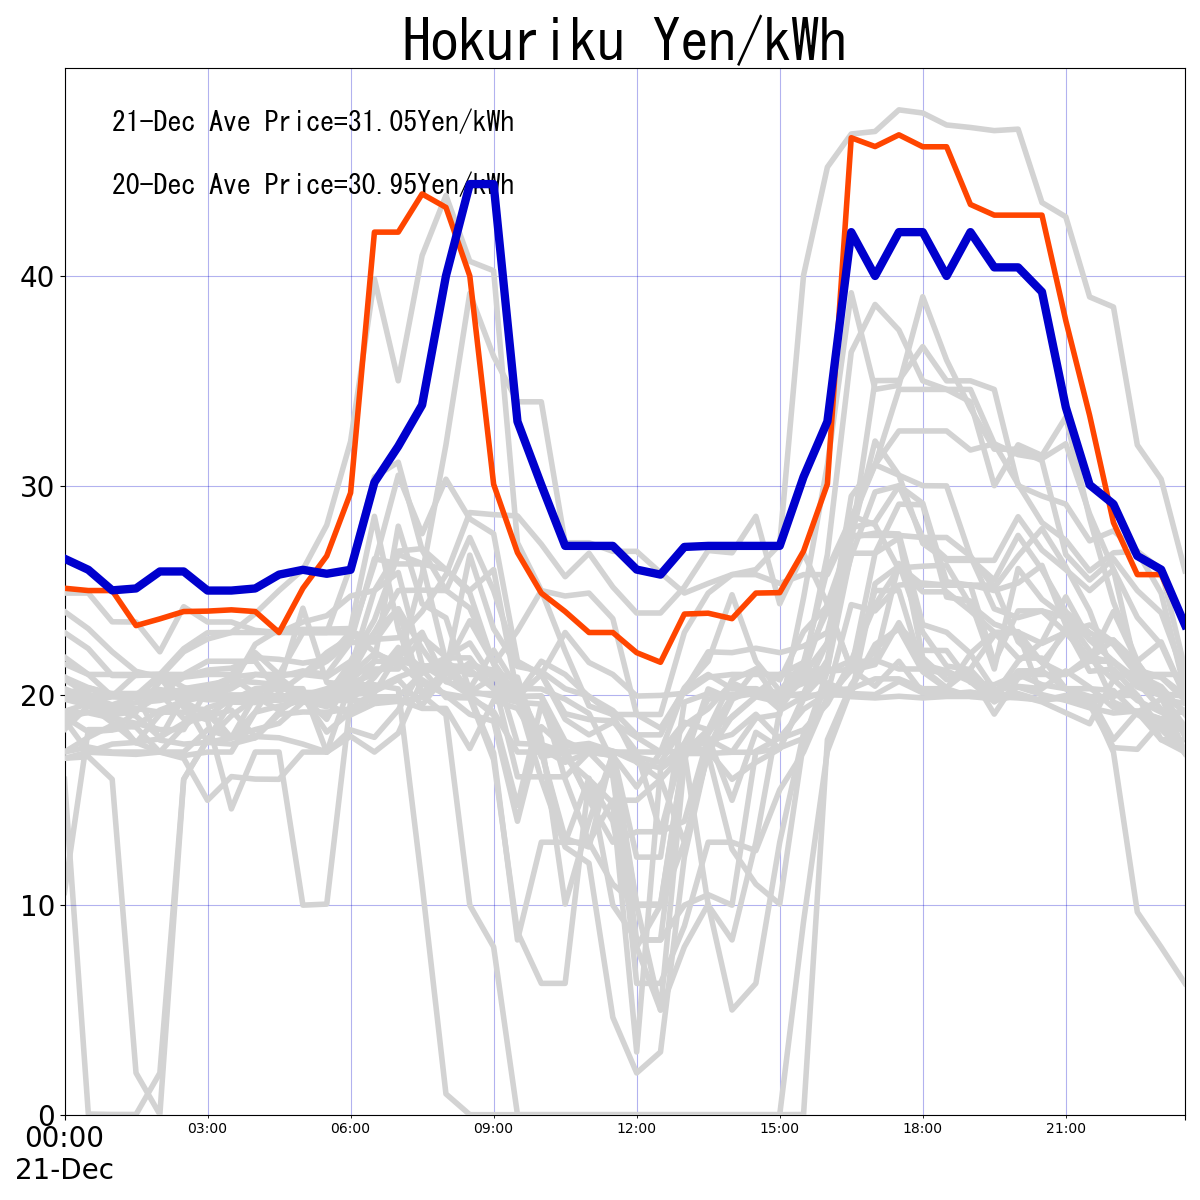 Hokuriku Yen/kWh
21-Dec Ave Price=31.05Yen/kWh
20-Dec Ave Price=30.95Yen/kWh
40
30
20
10
0
00:00 03:00 06:00 09:00 12:00 15:00 18:00 21:00
21-Dec